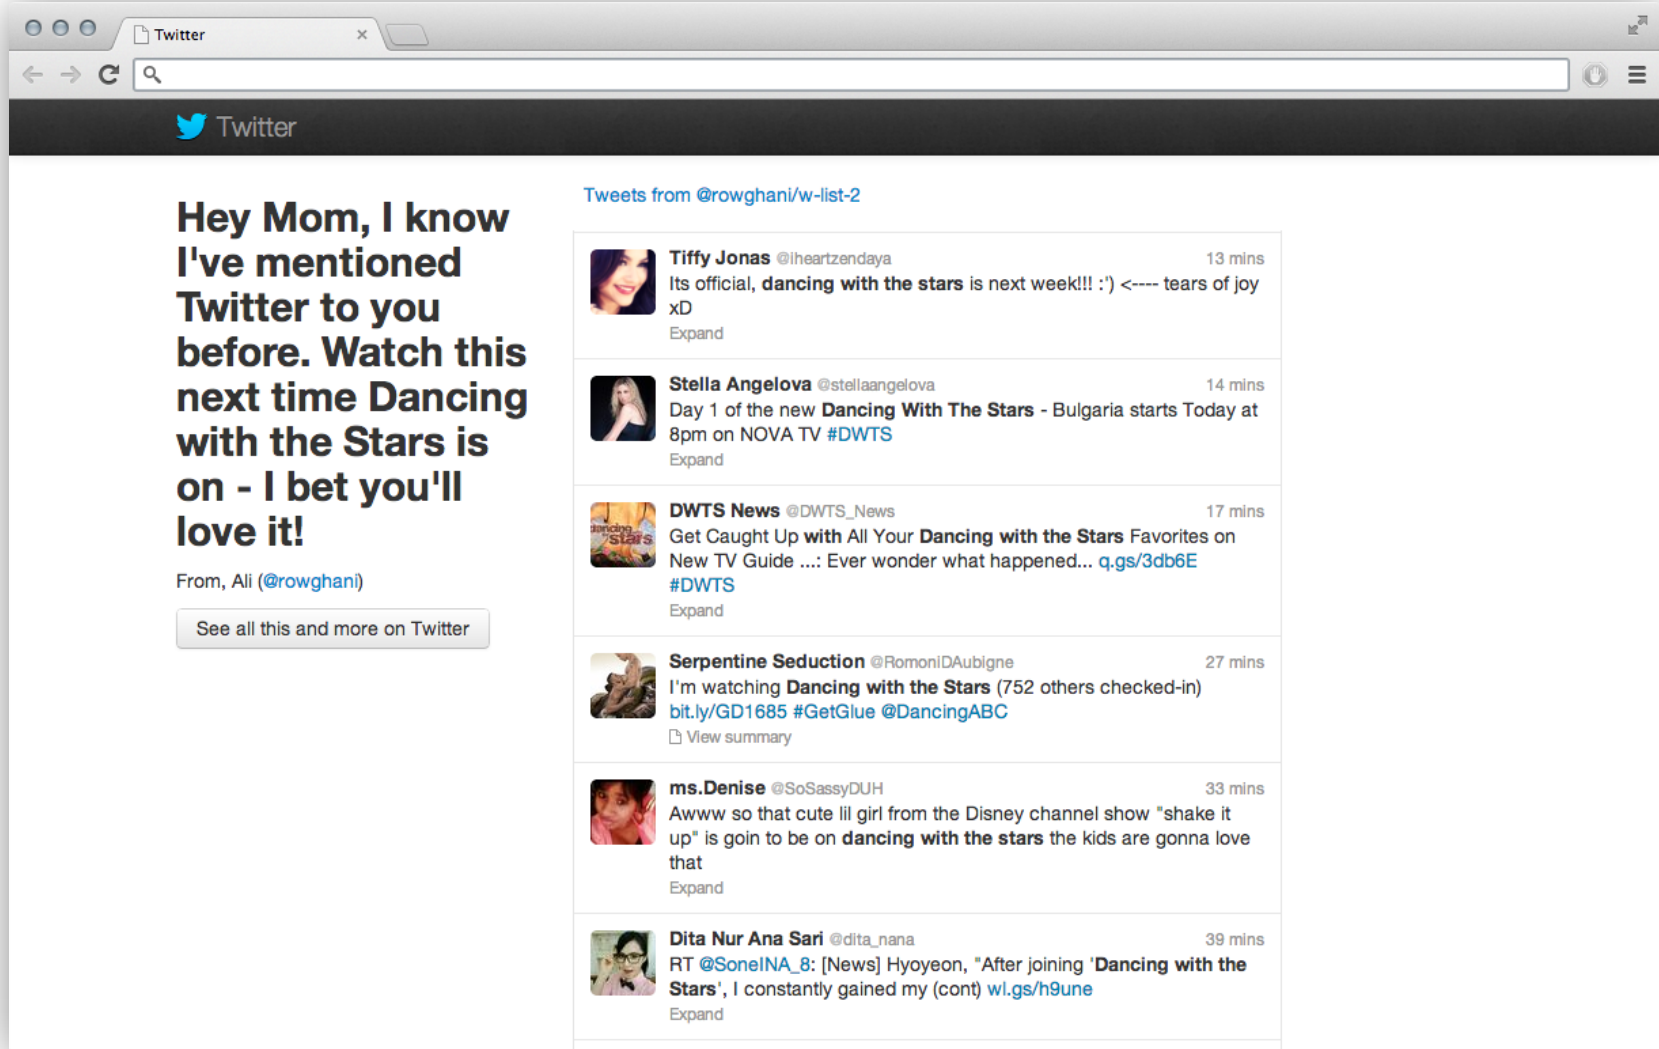 Twitter
Twitter
Hey Mom, I know
I've mentioned
Twitter to you
before. Watch this
next time Dancing
with the Stars is
on - I bet you'll
love it!
From, Ali (@rowghani)
See all this and more on Twitter
Tweets from @rowghani/w-list-2
Tiffy Jonas @iheartzendaya 13 mins
Its official, dancing with the stars is next week!!! :') <---- tears of joy
xD
Expand
Stella Angelova @stellaangelova 14 mins
Day 1 of the new Dancing With The Stars - Bulgaria starts Today at
8pm on NOVA TV #DWTS
Expand
dancing
stars
DWTS News @DWTS_News 17 mins
Get Caught Up with All Your Dancing with the Stars Favorites on
New TV Guide ...: Ever wonder what happened... q.gs/3db6E
#DWTS
Expand
Serpentine Seduction @RomoniDAubigne 27 mins
I'm watching Dancing with the Stars (752 others checked-in)
bit.ly/GD1685 #GetGlue @DancingABC
View summary
ms.Denise @SoSassyDUH 33 mins
Awww so that cute lil girl from the Disney channel show "shake it
up" is goin to be on dancing with the stars the kids are gonna love
that
Expand
Dita Nur Ana Sari @dita_nana 39 mins
RT @SoneINA_8: [News] Hyoyeon, "After joining 'Dancing with the
Stars', I constantly gained my (cont) wl.gs/h9une
Expand